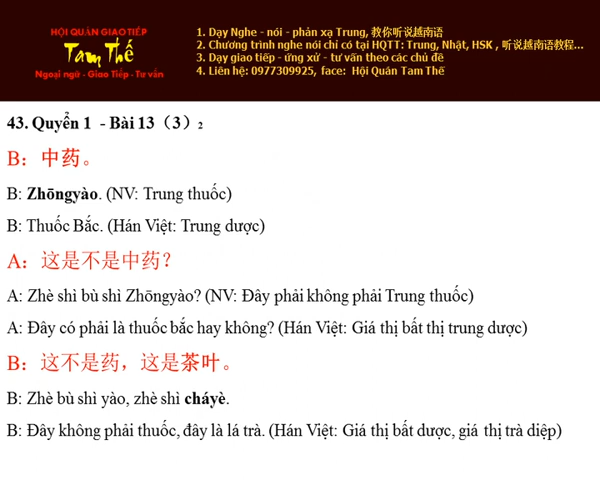 HỘI QUÁN GIAO TIẾP
Tam Thế
Ngoại ngữ - Giao Tiếp - Tư vấn
1. Dạy Nghe - nói - phản xạ Trung, 教你听说越南语
2. Chương trình nghe nói chỉ có tại HQTT: Trung, Nhật, HSK , 听说越南语教程...
3. Dạy giao tiếp - ứng xử - tư vấn theo các chủ đề
4. Liên hệ: 0977309925, face: Hội Quán Tam Thế
43. Quyển 1 - Bài 13（3）2
B：中药。
B: Zhōngyào. (NV: Trung thuốc)
B: Thuốc Bắc. (Hán Việt: Trung dược)
A：这是不是中药？
A: Zhè shì bù shì Zhōngyào? (NV: Đây phải không phải Trung thuốc)
A: Đây có phải là thuốc bắc hay không? (Hán Việt: Giá thị bất thị trung dược)
B：这不是药，这是茶叶。
B: Zhè bù shì yào, zhè shì cháyè.
B: Đây không phải thuốc, đây là lá trà. (Hán Việt: Giá thị bất dược, giá thị trà diệp)